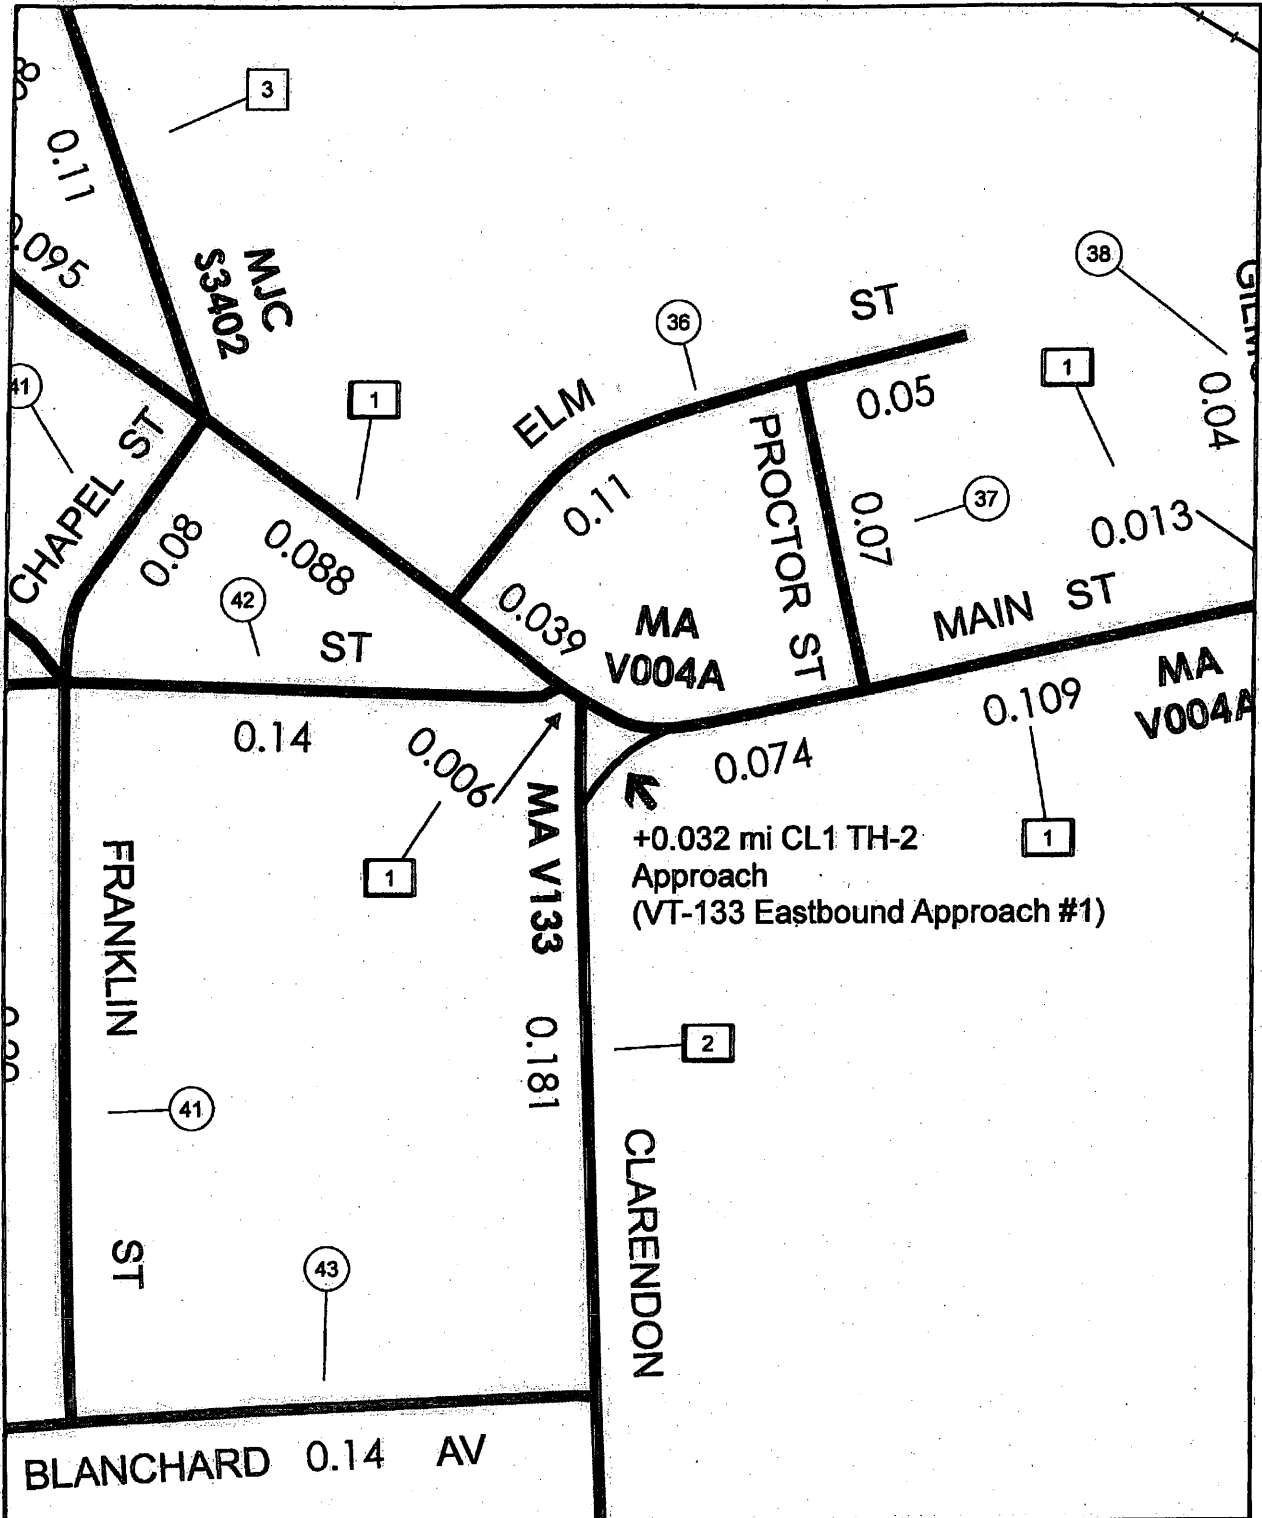 3
0.11
MJC
S3402
38
36
ST
41
1
1
0.04
ELM
0.05
CHAPEL ST
PROCTOR ST
0.11
0.07
37
0.013
0.08
0.088
42
0.039
MA
V004A
MAIN ST
ST
MA
V004A
0.109
0.14
0.006
0.074
MA V133
+0.032 mi CL1 TH-2
Approach
(VT-133 Eastbound Approach #1)
1
1
FRANKLIN ST
0.181
2
41
CLARENDON
43
BLANCHARD 0.14 AV